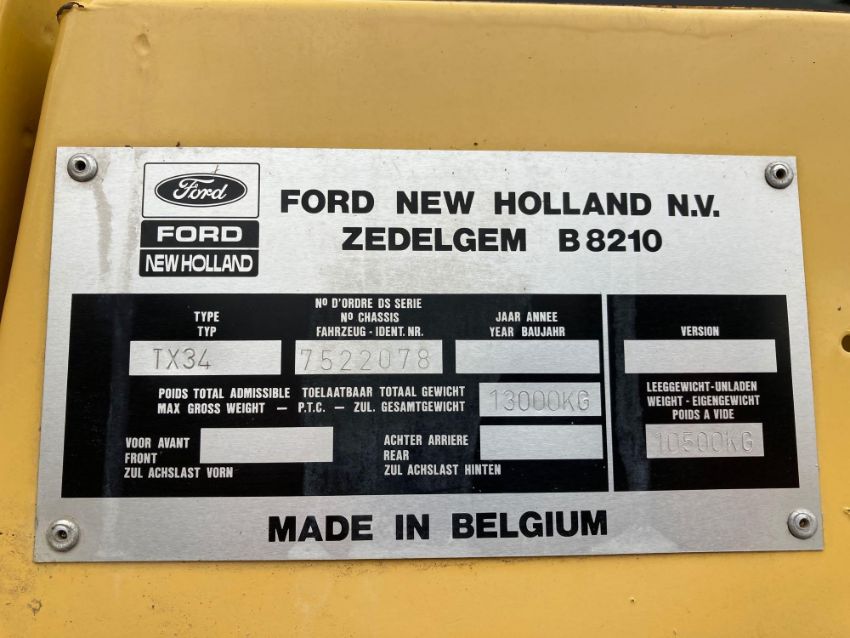 Ford
FORD
NEW HOLLAND
FORD NEW HOLLAND N.V.
ZEDELGEM B 8210
TYPE
TYP
TX34
Nº D'ORDRE DS SERIE
Nº CHASSIS
FAHRZEUG - IDENT. NR.
7522078
JAAR ANNEE
YEAR BAUJAHR
VERSION
POIDS TOTAL ADMISSIBLE TOELAATBAAR TOTAAL GEWICHT
MAX GROSS WEIGHT — P.T.C. — ZUL. GESAMTGEWICHT
13000KG
LEEGGEWICHT-UNLADEN
WEIGHT - EIGENGEWICHT
POIDS A VIDE
10500KG
VOOR AVANT
FRONT
ZUL ACHSLAST VORN
ACHTER ARRIERE
REAR
ZUL ACHSLAST HINTEN
MADE IN BELGIUM